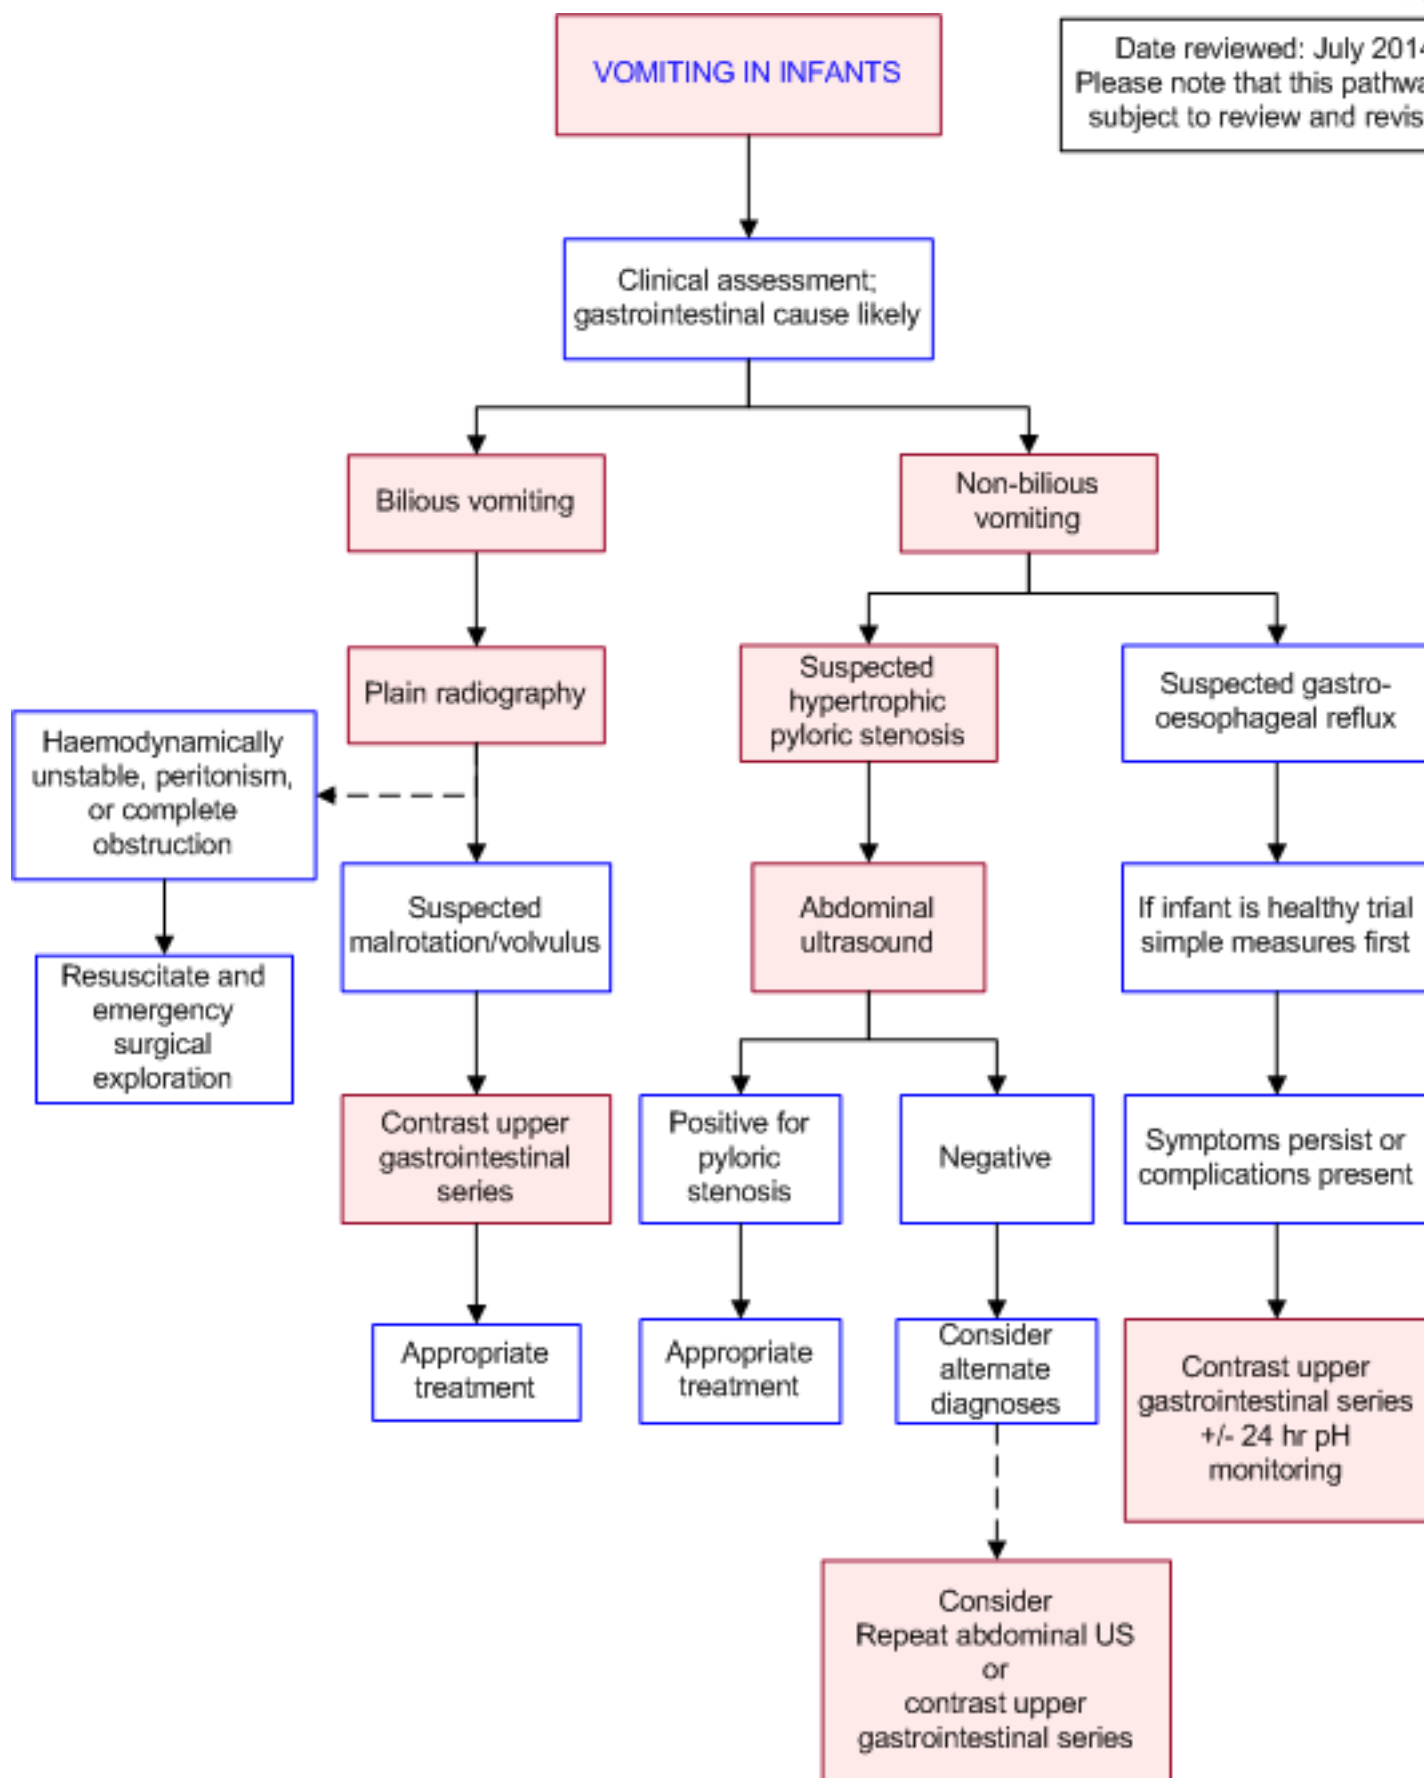 VOMITING IN INFANTS
Date reviewed: July 2014
Please note that this
subject to review and
Clinical assessment;
gastrointestinal cause likely
Bilious vomiting
Non-bilious
vomiting
Plain radiography
Suspected
hypertrophic
pyloric stenosis
Suspected gastro-
oesophageal reflux
Haemodynamically
unstable, peritonism,
or complete
obstruction
Suspected
malrotation/volvulus
Abdominal
ultrasound
If infant is healthy trial
simple measures first
Resuscitate and
emergency
surgical
exploration
Contrast upper
gastrointestinal
series
Positive for
pyloric
stenosis
Negative
Symptoms persist or
complications present
Appropriate
treatment
Appropriate
treatment
Consider
alternate
diagnoses
Contrast upper
gastrointestinal series
+/- 24 hr pH
monitoring
Consider
Repeat abdominal US
or
contrast upper
gastrointestinal series